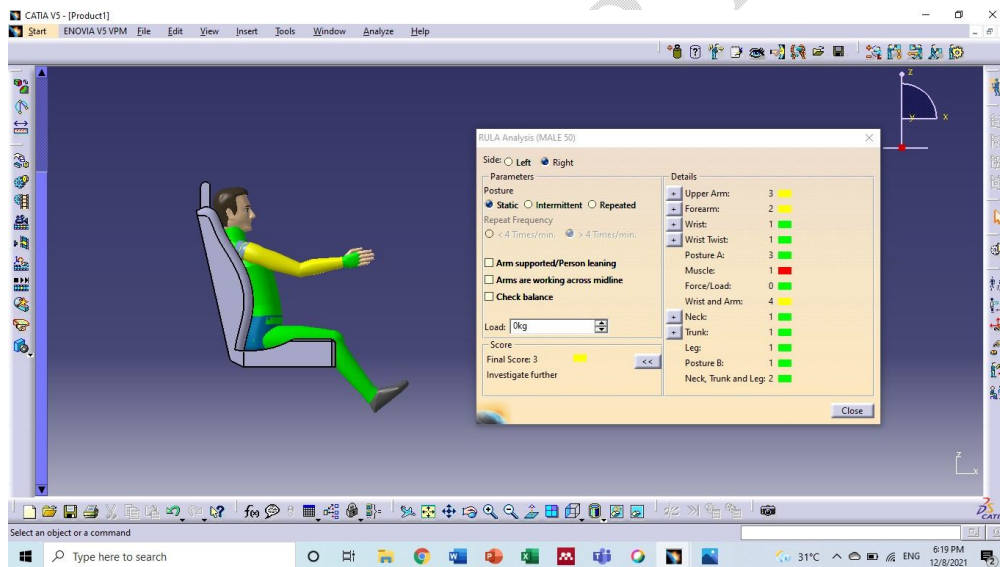 CATIA V5 - [Product1]
Start ENOVIA V5 VPM File Edit View Insert Tools Window Analyze Help
z
y
x
RULA Analysis (MALE 50)
Side: Left Right
Parameters
Posture
Static Intermittent Repeated
Repeat Frequency
< 4 Times/min. > 4 Times/min.
Arm supported/Person leaning
Arms are working across midline
Check balance
Load: 0kg
Score
Final Score: 3
<<
Investigate further
Details
+ Upper Arm: 3
+ Forearm: 2
+ Wrist: 1
+ Wrist Twist: 1
Posture A: 3
Muscle: 1
Force/Load: 0
Wrist and Arm: 4
+ Neck: 1
+ Trunk: 1
Leg: 1
Posture B: 1
Neck, Trunk and Leg: 2
Close
z
x
f(x)
CATIA
Select an object or a command
Type here to search
31°C
ENG
6:19 PM
12/8/2021
2